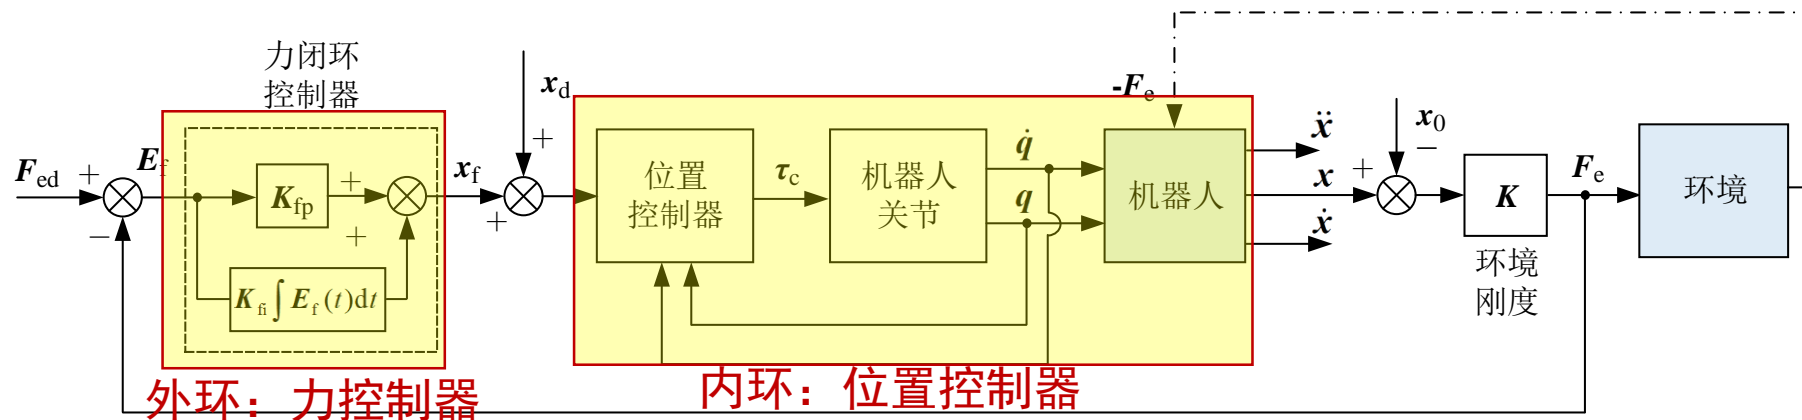 力闭环
控制器
F_ed
+
−
E_f
K_fp
+
+
K_fi ∫ E_f (t)dt
x_f
+
x_d
+
位置
控制器
τ_c
机器人
关节
q̇
q
-F_e
机器人
ẍ
x
ẋ
+
x_0
−
K
环境
刚度
F_e
环境
外环：力控制器
内环：位置控制器